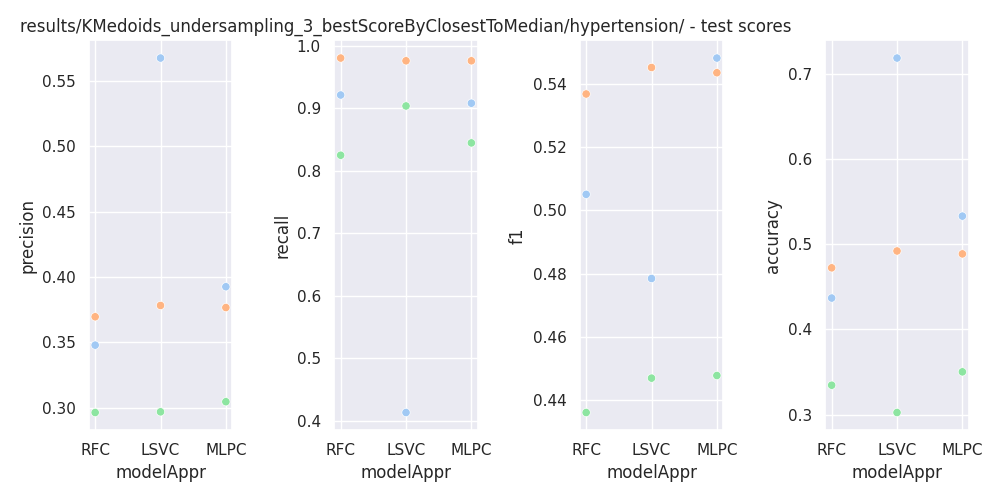 results/KMedoids_undersampling_3_bestScoreByClosestToMedian/hypertension/ - test scores
precision
0.55
0.50
0.45
0.40
0.35
0.30
RFC LSVC MLPC
modelAppr
recall
1.0
0.9
0.8
0.7
0.6
0.5
0.4
RFC LSVC MLPC
modelAppr
f1
0.54
0.52
0.50
0.48
0.46
0.44
RFC LSVC MLPC
modelAppr
accuracy
0.7
0.6
0.5
0.4
0.3
RFC LSVC MLPC
modelAppr